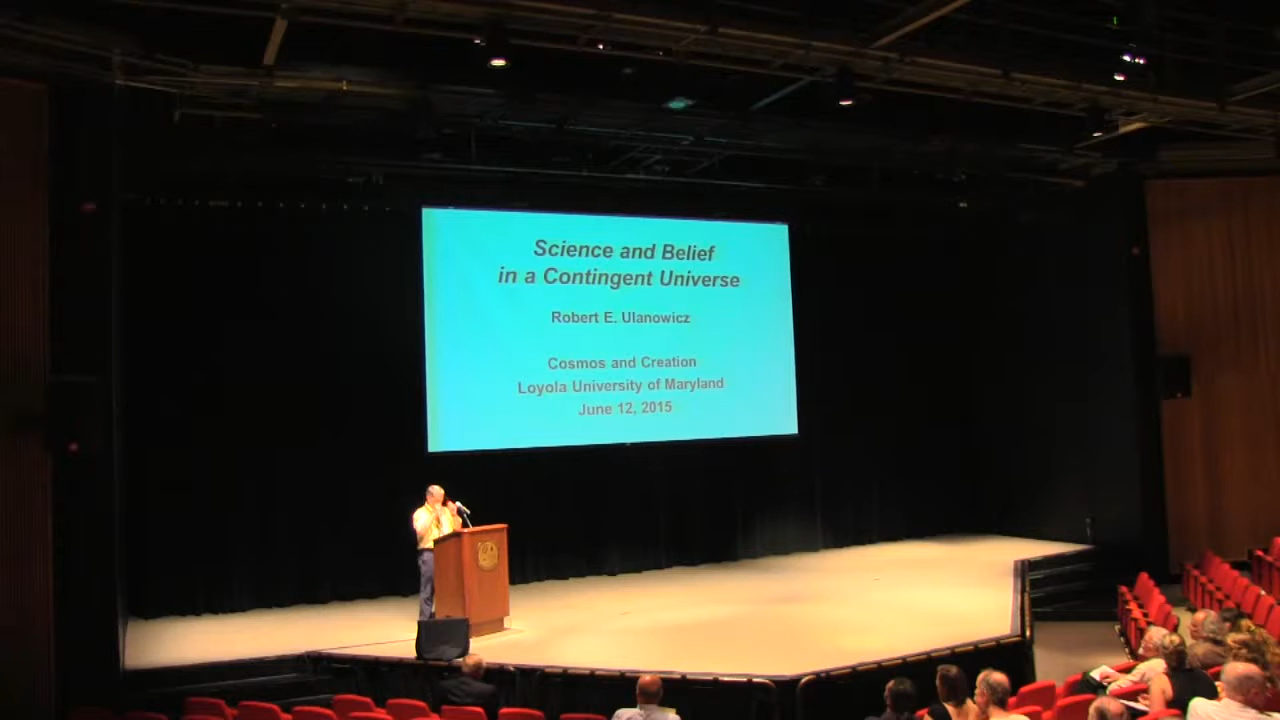 Science and Belief
in a Contingent Universe
Robert E. Ulanowicz
Cosmos and Creation
Loyola University of Maryland
June 12, 2015